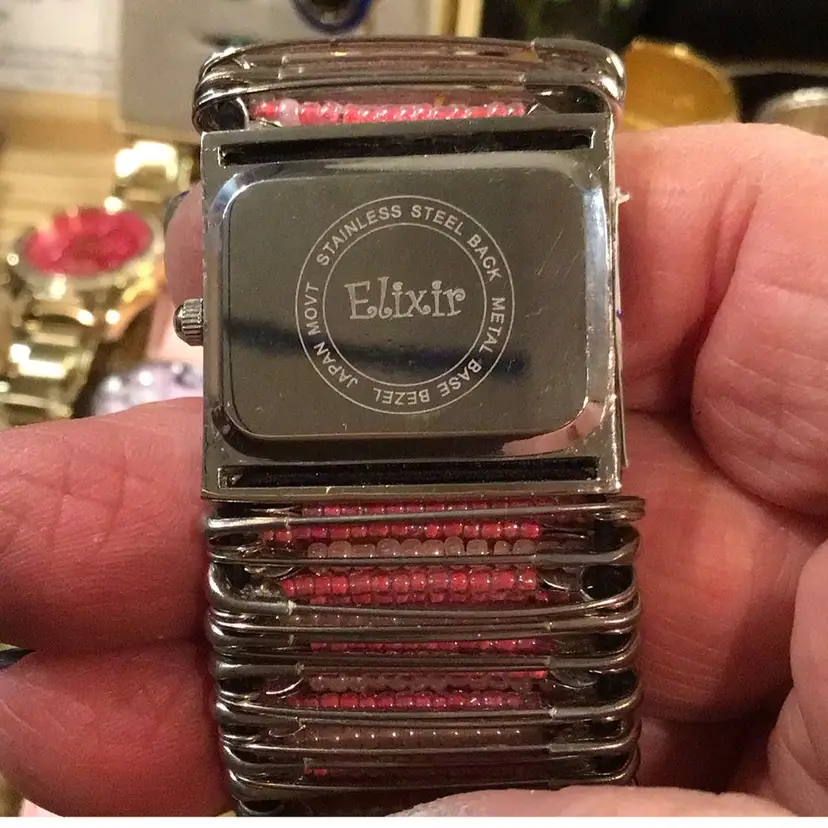 STAINLESS STEEL BACK METAL BASE BEZEL JAPAN MOVT
Elixir